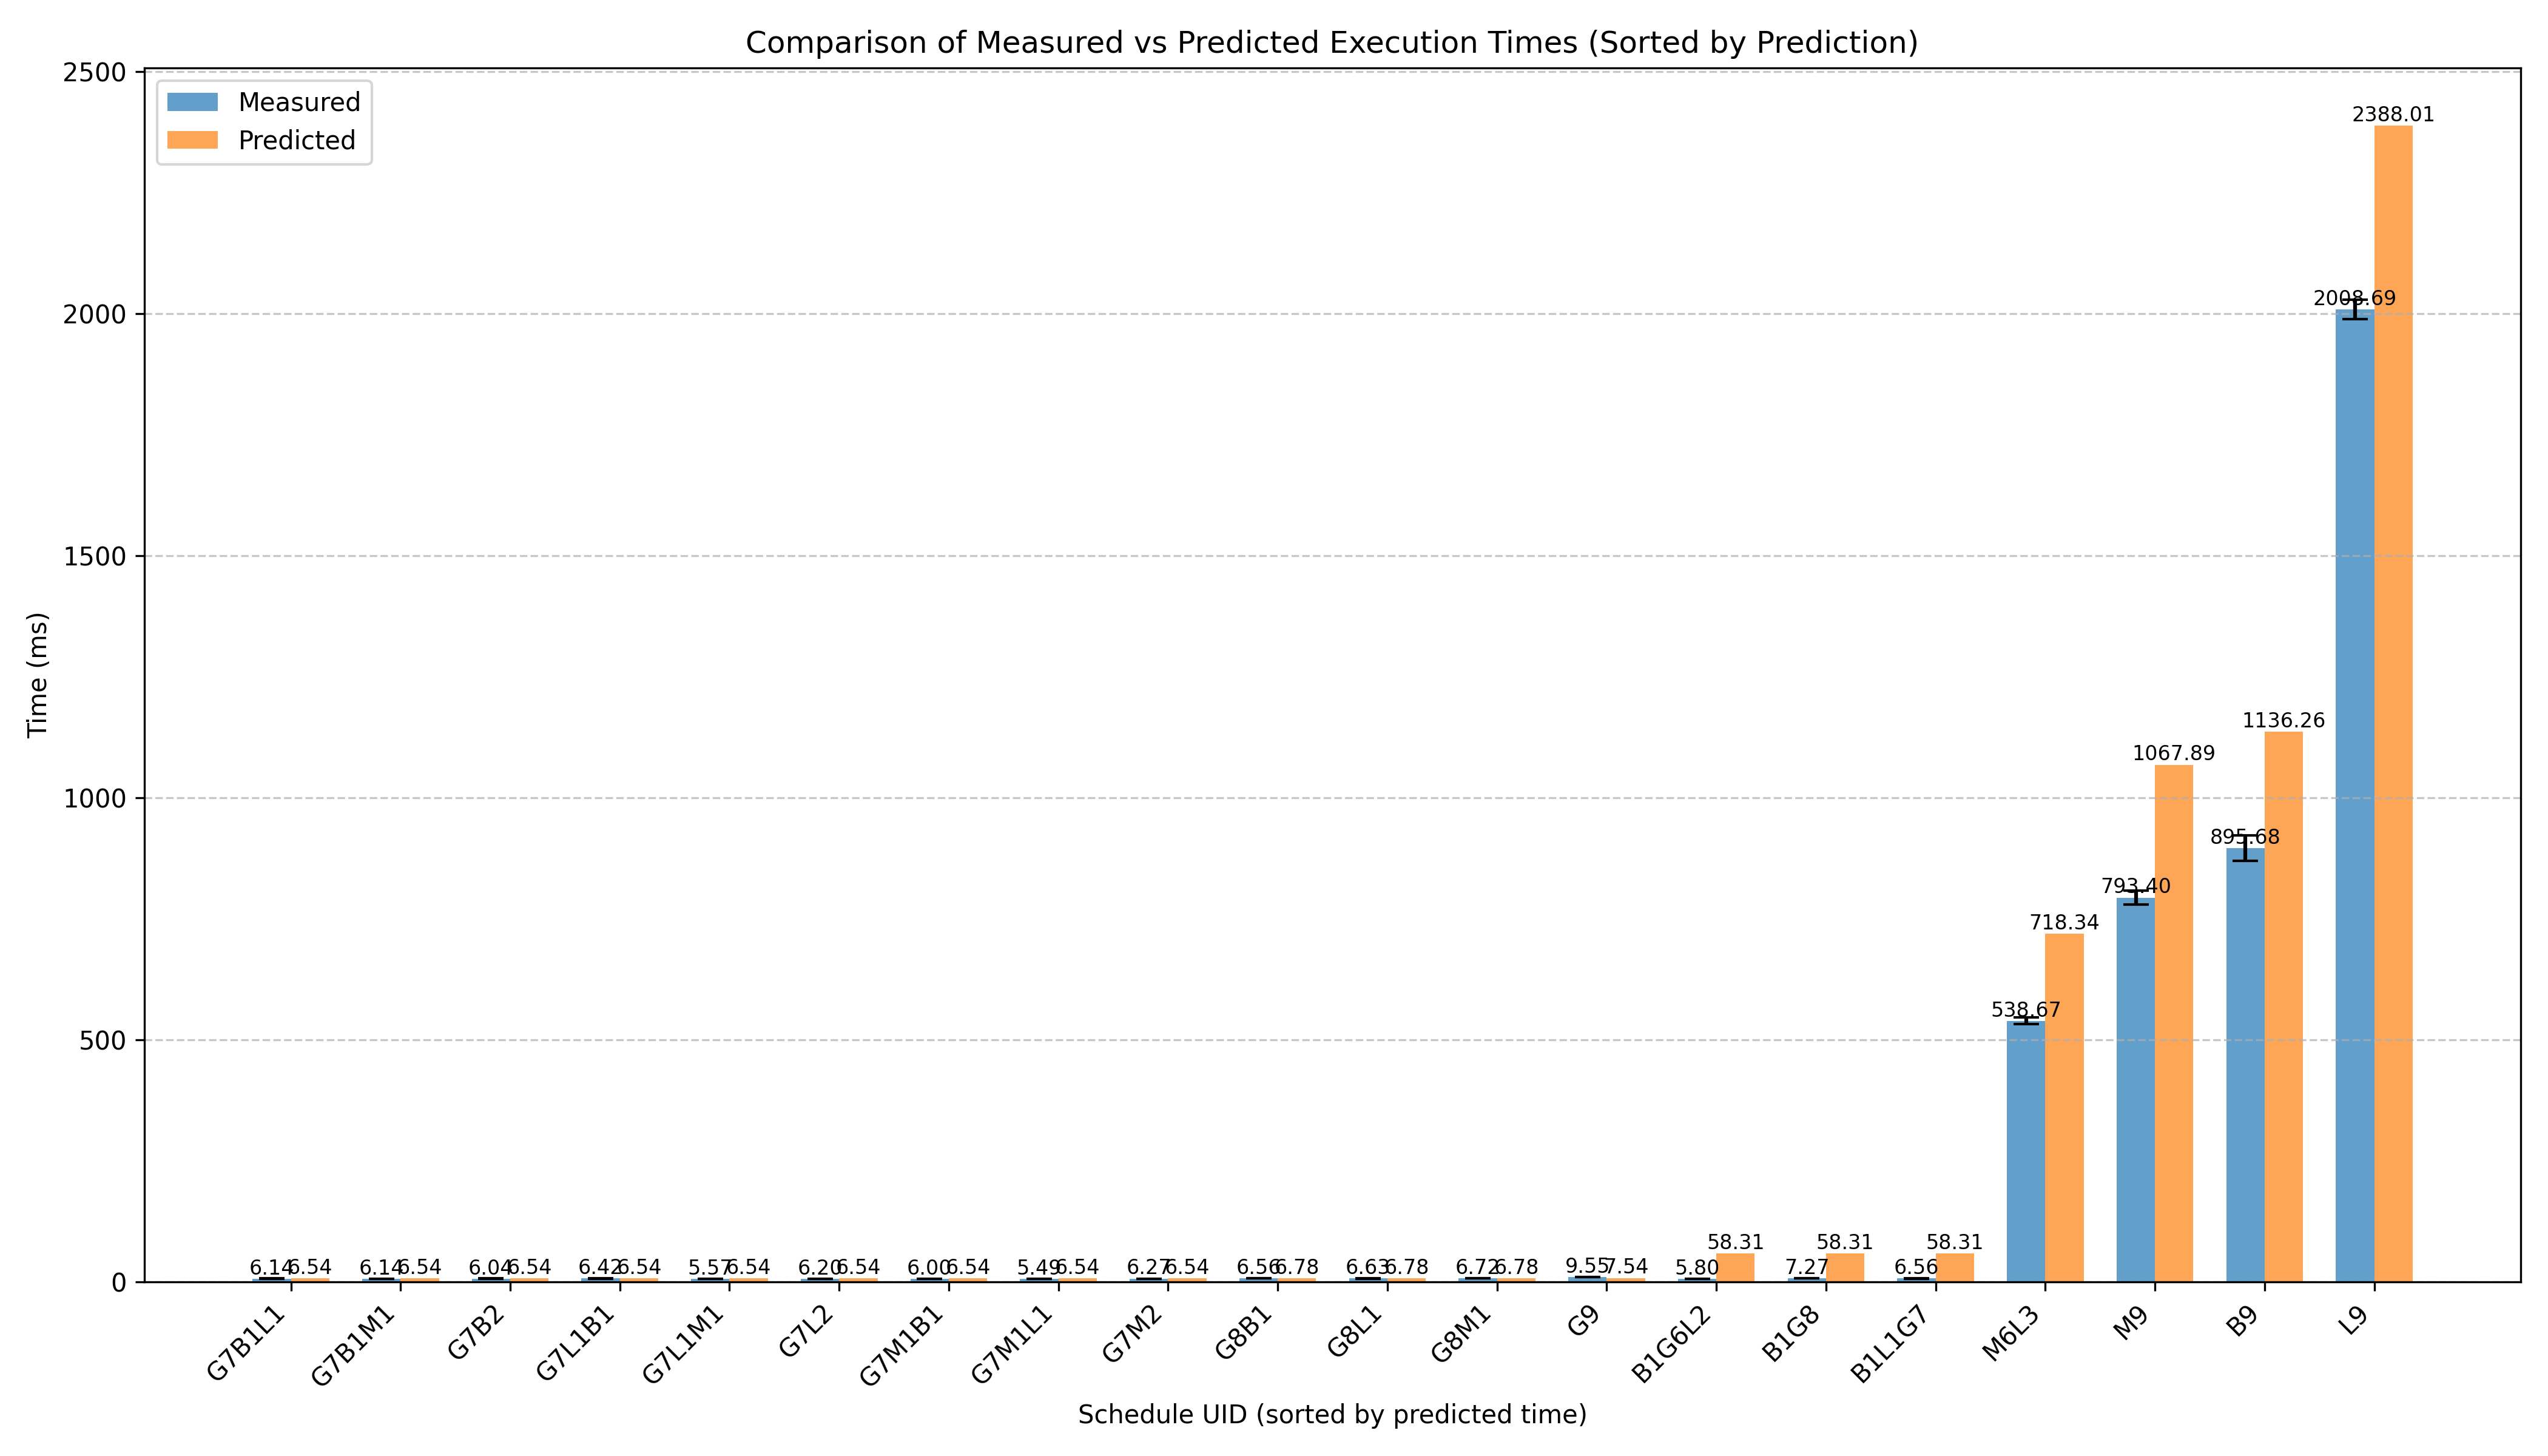 Comparison of Measured vs Predicted Execution Times (Sorted by Prediction)
Measured
Predicted
Time (ms)
2500
2000
1500
1000
500
0
6.14 6.54
6.14 6.54
6.04 6.54
6.42 6.54
5.57 6.54
6.20 6.54
6.00 6.54
5.49 6.54
6.27 6.54
6.56 6.78
6.63 6.78
6.72 6.78
9.55 7.54
5.80 58.31
7.27 58.31
6.56 58.31
538.67 718.34
793.40 1067.89
895.68 1136.26
2008.69 2388.01
G7B1L1
G7B1M1
G7B2
G7L1B1
G7L1M1
G7L2
G7M1B1
G7M1L1
G7M2
G8B1
G8L1
G8M1
G9
B1G6L2
B1G8
B1L1G7
M6L3
M9
B9
L9
Schedule UID (sorted by predicted time)